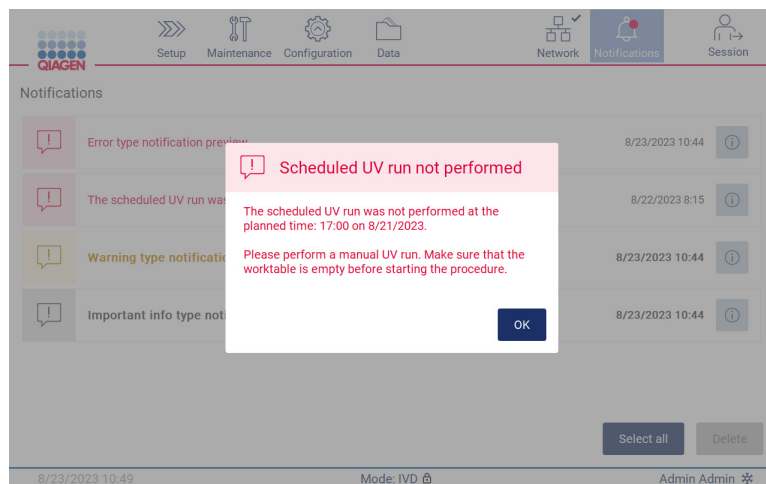 QIAGEN
Setup
Maintenance
Configuration
Data
Network
Notifications
Session
Notifications
Error type notification preview
8/23/2023 10:44
Scheduled UV run not performed
The scheduled UV run was
8/22/2023 8:15
The scheduled UV run was not performed at the
planned time: 17:00 on 8/21/2023.
Please perform a manual UV run. Make sure that the
worktable is empty before starting the procedure.
Warning type notificatio
8/23/2023 10:44
Important info type noti
8/23/2023 10:44
OK
Select all
Delete
8/23/2023 10:49
Mode: IVD
Admin Admin